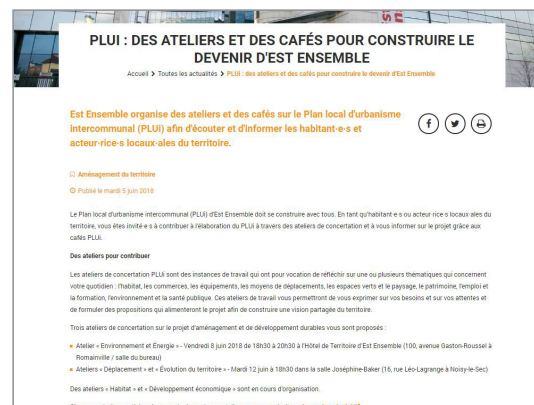 PLUI : DES ATELIERS ET DES CAFÉS POUR CONSTRUIRE LE
DEVENIR D'EST ENSEMBLE
Accueil > Toutes les actualités > PLUi : des ateliers et des cafés pour construire le devenir d'Est Ensemble
Est Ensemble organise des ateliers et des cafés sur le Plan local d'urbanisme
intercommunal (PLUi) afin d'écouter et d'informer les habitant·e·s et
acteur·rice·s locaux·ales du territoire.
Aménagement du territoire
Publié le mardi 5 juin 2018
Le Plan local d'urbanisme intercommunal (PLUi) d'Est Ensemble doit se construire avec tous. En tant qu'habitant·e·s ou acteur·rice·s locaux·ales du
territoire, vous êtes invité·e·s à contribuer à l'élaboration du PLUi à travers des ateliers de concertation et à vous informer sur le projet grâce aux
cafés PLUi.
Des ateliers pour contribuer
Les ateliers de concertation PLUi sont des instances de travail qui ont pour vocation de réfléchir sur une ou plusieurs thématiques qui concernent
votre quotidien : l'habitat, les commerces, les équipements, les moyens de déplacements, les espaces verts et le paysage, le patrimoine, l'emploi et
la formation, l'environnement et la santé publique. Ces ateliers de travail vous permettront de vous exprimer sur vos besoins et sur vos attentes et
de formuler des propositions qui alimenteront le projet afin de construire une vision partagée du territoire.
Trois ateliers de concertation sur le projet d'aménagement et de développement durables vous sont proposés :
Atelier « Environnement et Énergie » - Vendredi 8 juin 2018 de 18h30 à 20h30 à l'Hôtel de Territoire d'Est Ensemble (100, avenue Gaston-Roussel à
Romainville / salle du bureau)
Ateliers « Déplacement » et « Évolution du territoire » - Mardi 12 juin à 18h30 dans la salle Joséphine-Baker (16, rue Léo-Lagrange à Noisy-le-Sec)
Des ateliers « Habitat » et « Développement économique » sont en cours d'organisation.